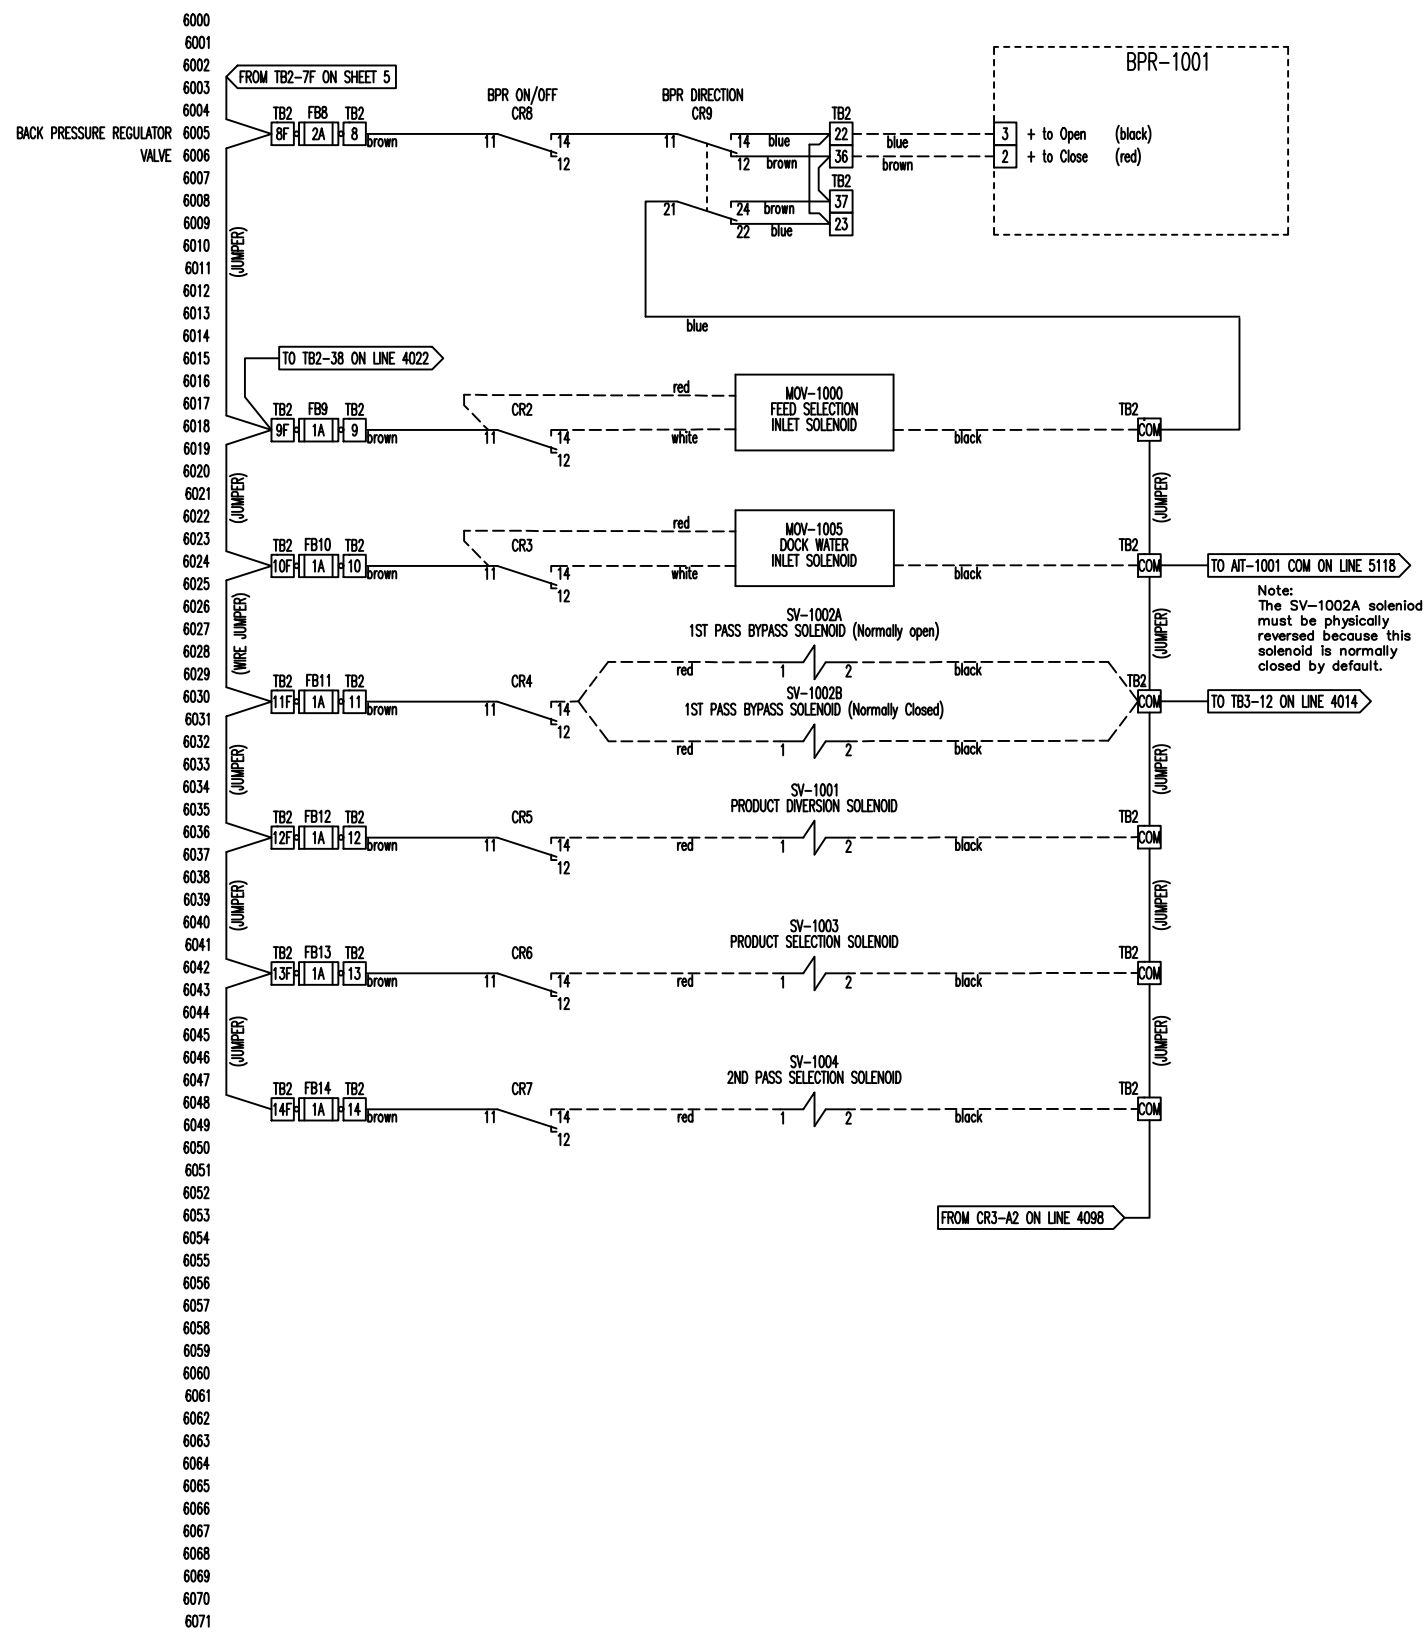 6000
6001
6002
6003
6004
6005
6006
6007
6008
6009
6010
6011
6012
6013
6014
6015
6016
6017
6018
6019
6020
6021
6022
6023
6024
6025
6026
6027
6028
6029
6030
6031
6032
6033
6034
6035
6036
6037
6038
6039
6040
6041
6042
6043
6044
6045
6046
6047
6048
6049
6050
6051
6052
6053
6054
6055
6056
6057
6058
6059
6060
6061
6062
6063
6064
6065
6066
6067
6068
6069
6070
6071
BACK PRESSURE REGULATOR
VALVE
FROM TB2-7F ON SHEET 5
TB2 FB8 TB2
8F 2A 8
brown
BPR ON/OFF
CR8
11 14
12
BPR DIRECTION
CR9
11 14
12
blue
brown
21 24
22
brown
blue
TB2
22
36
TB2
37
23
blue
brown
BPR-1001
3 + to Open (black)
2 + to Close (red)
(JUMPER)
blue
TO TB2-38 ON LINE 4022
TB2 FB9 TB2
9F 1A 9
brown
CR2
11 14
12
red
white
MOV-1000
FEED SELECTION
INLET SOLENOID
black
TB2
COM
(JUMPER)
(JUMPER)
TB2 FB10 TB2
10F 1A 10
brown
CR3
11 14
12
red
white
MOV-1005
DOCK WATER
INLET SOLENOID
black
TB2
COM
TO AIT-1001 COM ON LINE 5118
Note:
The SV-1002A soleniod
must be physically
reversed because this
solenoid is normally
closed by default.
(WIRE JUMPER)
(JUMPER)
TB2 FB11 TB2
11F 1A 11
brown
CR4
11 14
12
SV-1002A
1ST PASS BYPASS SOLENOID (Normally open)
red 1 2 black
SV-1002B
1ST PASS BYPASS SOLENOID (Normally Closed)
red 1 2 black
TB2
COM
TO TB3-12 ON LINE 4014
(JUMPER)
(JUMPER)
TB2 FB12 TB2
12F 1A 12
brown
CR5
11 14
12
SV-1001
PRODUCT DIVERSION SOLENOID
red 1 2 black
TB2
COM
(JUMPER)
(JUMPER)
TB2 FB13 TB2
13F 1A 13
brown
CR6
11 14
12
SV-1003
PRODUCT SELECTION SOLENOID
red 1 2 black
TB2
COM
(JUMPER)
(JUMPER)
TB2 FB14 TB2
14F 1A 14
brown
CR7
11 14
12
SV-1004
2ND PASS SELECTION SOLENOID
red 1 2 black
TB2
COM
FROM CR3-A2 ON LINE 4098